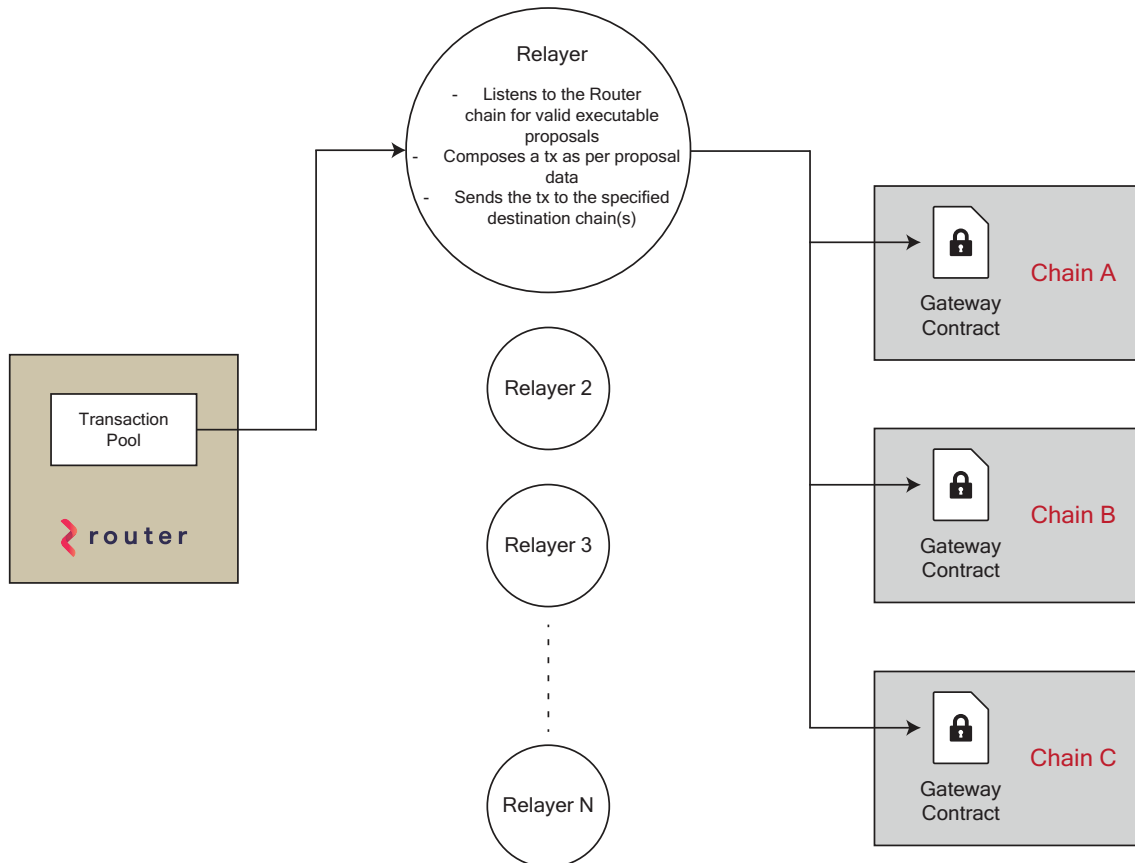 Relayer
- Listens to the Router
chain for valid executable
proposals
- Composes a tx as per proposal
data
- Sends the tx to the specified
destination chain(s)
Transaction
Pool
router
Relayer 2
Relayer 3
Relayer N
Gateway
Contract
Chain A
Gateway
Contract
Chain B
Gateway
Contract
Chain C